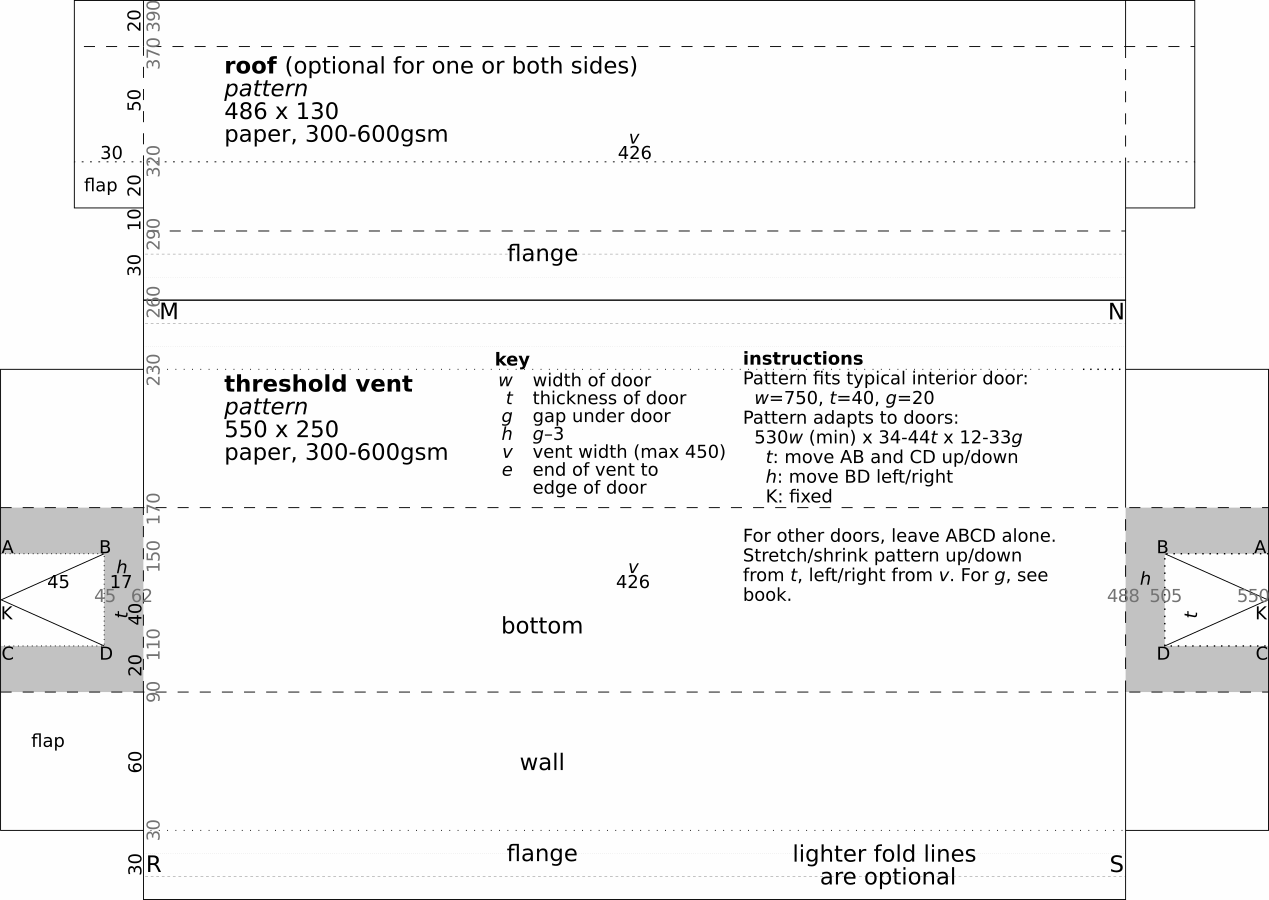 20
390
370
roof (optional for one or both sides)
pattern
486 x 130
paper, 300-600gsm
50
v
426
30
320
flap
20
10
290
flange
30
260
M
N
230
threshold vent
pattern
550 x 250
paper, 300-600gsm
key
w width of door
t thickness of door
g gap under door
h g–3
v vent width (max 450)
e end of vent to
edge of door
instructions
Pattern fits typical interior door:
w=750, t=40, g=20
Pattern adapts to doors:
530w (min) x 34-44t x 12-33g
t: move AB and CD up/down
h: move BD left/right
K: fixed
For other doors, leave ABCD alone.
Stretch/shrink pattern up/down
from t, left/right from v. For g, see
book.
170
A
B
150
h
45
17
45
62
K
t
40
C
D
110
20
90
v
426
bottom
B
A
h
488
505
550
t
K
D
C
flap
60
wall
30
30
R
flange
lighter fold lines
are optional
S